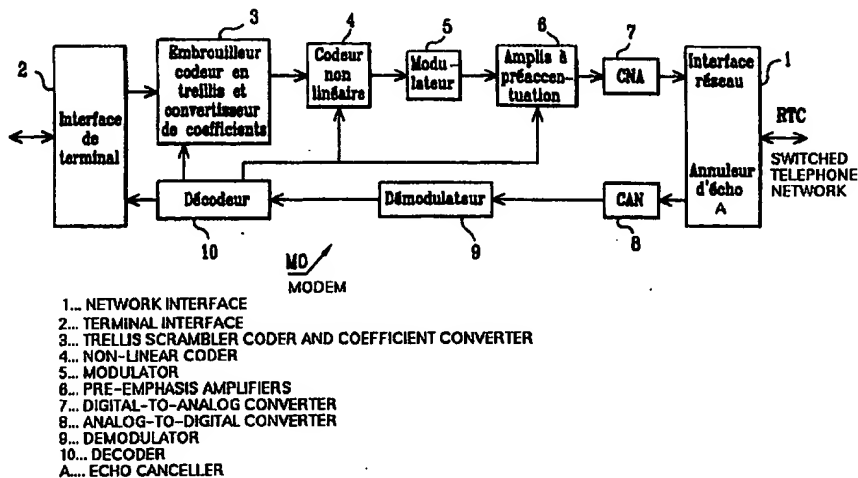 3
Embrouilleur
codeur en
treillis et
convertisseur
de coefficients
4
Codeur
non
linéaire
5
Modu-
lateur
6
Amplis à
préaccen-
tuation
7
CNA
2
Interface
de
terminal
Interface
réseau
1
RTC
SWITCHED
TELEPHONE
NETWORK
Annuleur
d'écho
A
Décodeur
10
Démodulateur
9
CAN
8
MO
MODEM
1... NETWORK INTERFACE
2... TERMINAL INTERFACE
3... TRELLIS SCRAMBLER CODER AND COEFFICIENT CONVERTER
4... NON-LINEAR CODER
5... MODULATOR
6... PRE-EMPHASIS AMPLIFIERS
7... DIGITAL-TO-ANALOG CONVERTER
8... ANALOG-TO-DIGITAL CONVERTER
9... DEMODULATOR
10... DECODER
A.... ECHO CANCELLER